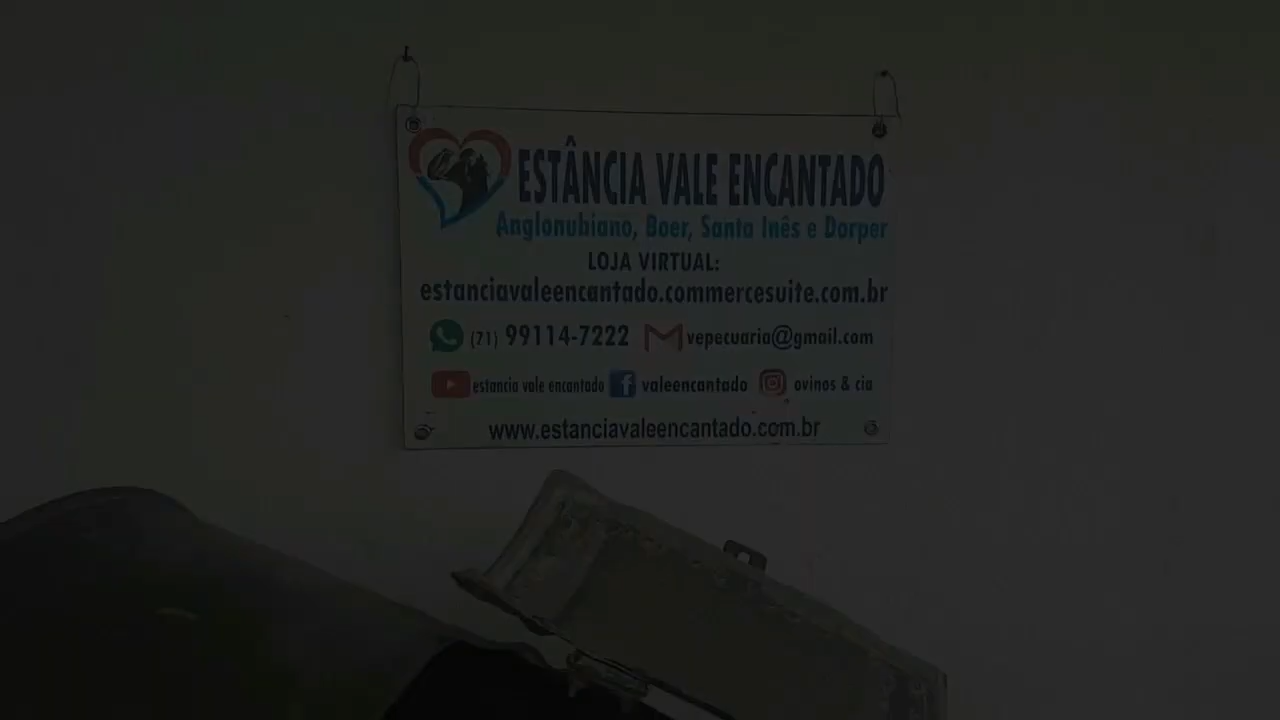 ESTÂNCIA VALE ENCANTADO
Anglonubiano, Boer, Santa Inês e Dorper
LOJA VIRTUAL:
estanciavaleencantado.commercesuite.com.br
(71) 99114-7222 vepecuaria@gmail.com
estancia vale encantado valeencantado ovinos & cia
www.estanciavaleencantado.com.br